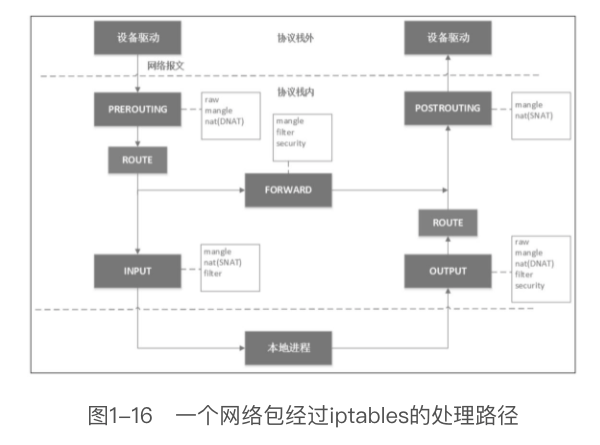 设备驱动
协议栈外
设备驱动
网络报文
协议栈内
PREROUTING
raw
mangle
nat(DNAT)
POSTROUTING
mangle
nat(SNAT)
mangle
filter
security
ROUTE
FORWARD
ROUTE
INPUT
mangle
nat(SNAT)
filter
OUTPUT
raw
mangle
nat(DNAT)
filter
security
本地进程
图1-16 一个网络包经过iptables的处理路径